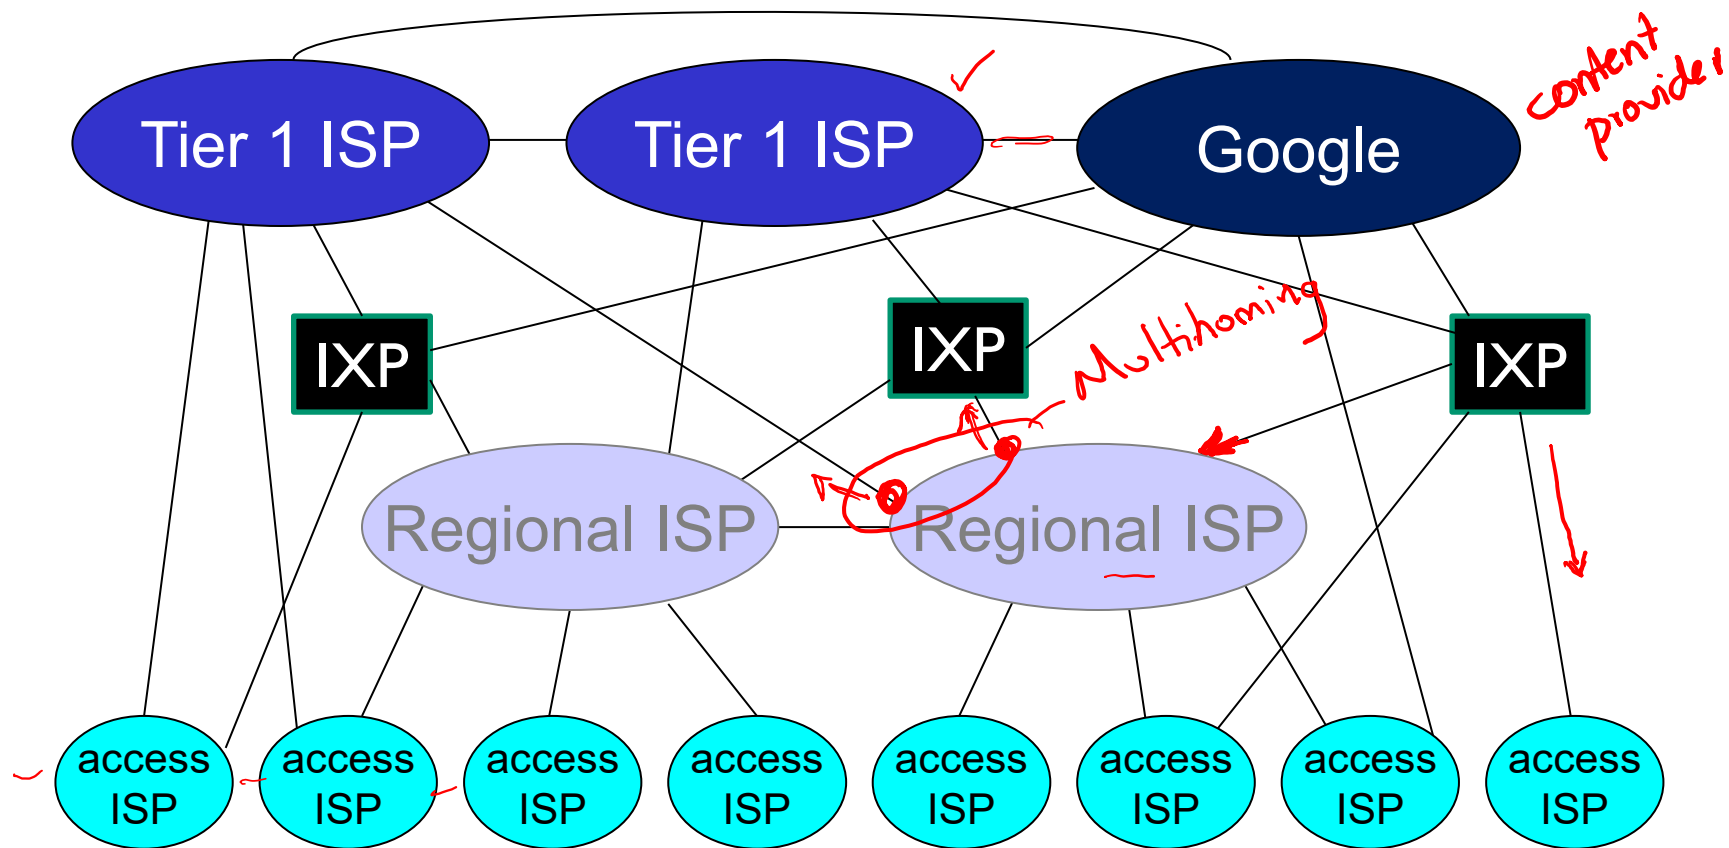 Tier 1 ISP
Tier 1 ISP
Google
content
provider
IXP
IXP
IXP
Multihoming
Regional ISP
Regional ISP
access
ISP
access
ISP
access
ISP
access
ISP
access
ISP
access
ISP
access
ISP
access
ISP